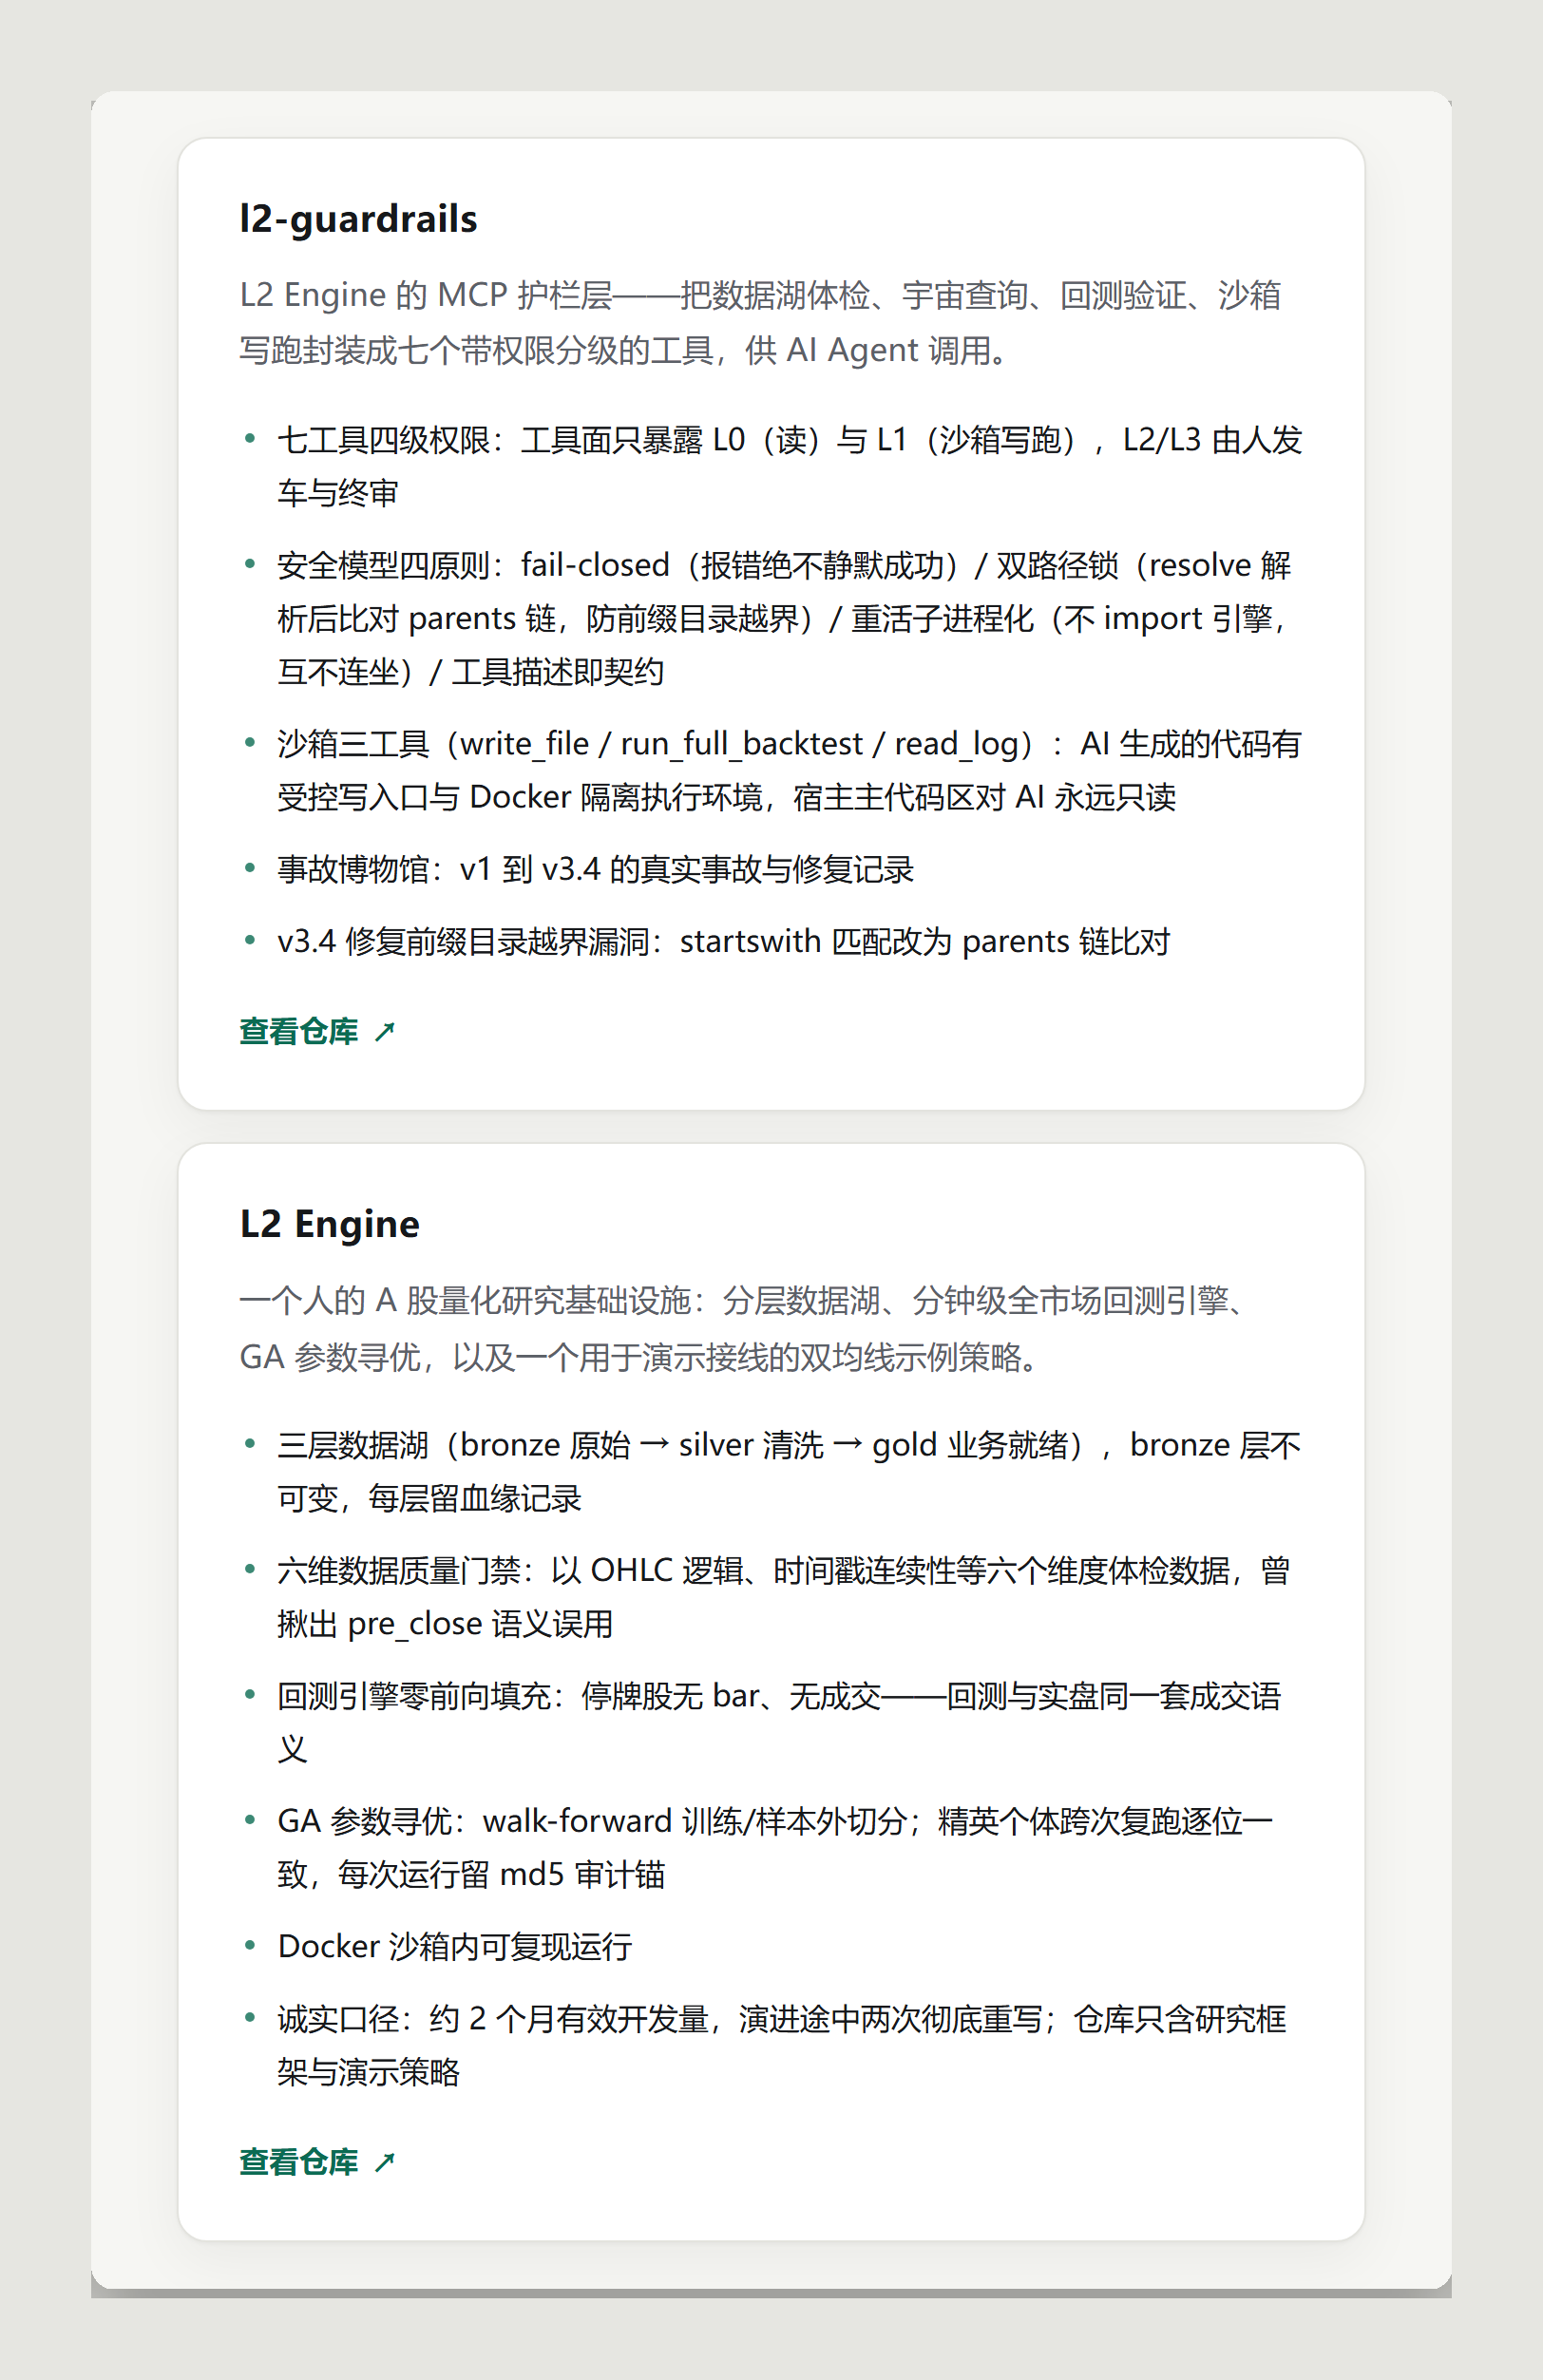 l2-guardrails
L2 Engine 的 MCP 护栏层——把数据湖体检、宇宙查询、回测验证、沙箱
写跑封装成七个带权限分级的工具，供 AI Agent 调用。
• 七工具四级权限：工具面只暴露 L0（读）与 L1（沙箱写跑），L2/L3 由人发
车与终审
• 安全模型四原则：fail-closed（报错绝不静默成功）/ 双路径锁（resolve 解
析后比对 parents 链，防前缀目录越界）/ 重活子进程化（不 import 引擎，
互不连坐）/ 工具描述即契约
• 沙箱三工具（write_file / run_full_backtest / read_log）：AI 生成的代码有
受控写入口与 Docker 隔离执行环境，宿主主代码区对 AI 永远只读
• 事故博物馆：v1 到 v3.4 的真实事故与修复记录
• v3.4 修复前缀目录越界漏洞：startswith 匹配改为 parents 链比对
查看仓库 ↗
L2 Engine
一个人的 A 股量化研究基础设施：分层数据湖、分钟级全市场回测引擎、
GA 参数寻优，以及一个用于演示接线的双均线示例策略。
• 三层数据湖（bronze 原始 → silver 清洗 → gold 业务就绪），bronze 层不
可变，每层留血缘记录
• 六维数据质量门禁：以 OHLC 逻辑、时间戳连续性等六个维度体检数据，曾
揪出 pre_close 语义误用
• 回测引擎零前向填充：停牌股无 bar、无成交——回测与实盘同一套成交语
义
• GA 参数寻优：walk-forward 训练/样本外切分；精英个体跨次复跑逐位一
致，每次运行留 md5 审计锚
• Docker 沙箱内可复现运行
• 诚实口径：约 2 个月有效开发量，演进途中两次彻底重写；仓库只含研究框
架与演示策略
查看仓库 ↗